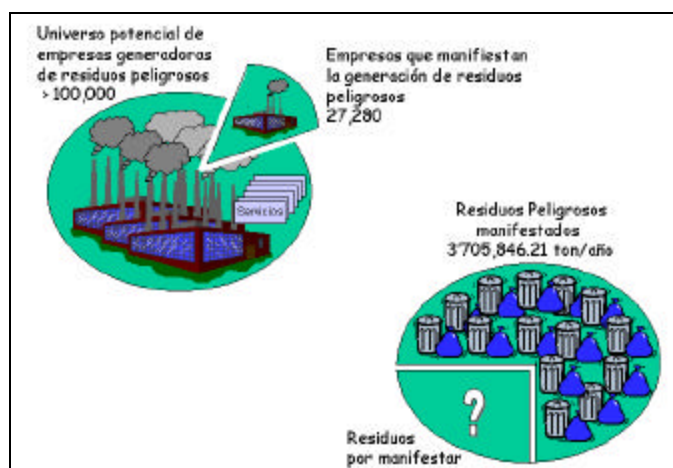 Universo potencial de
empresas generadoras
de residuos peligrosos
> 100,000
Empresas que manifiestan
la generación de residuos
peligrosos
27,280
Servicios
Residuos Peligrosos
manifestados
3'705,846.21 ton/año
?
Residuos
por manifestar